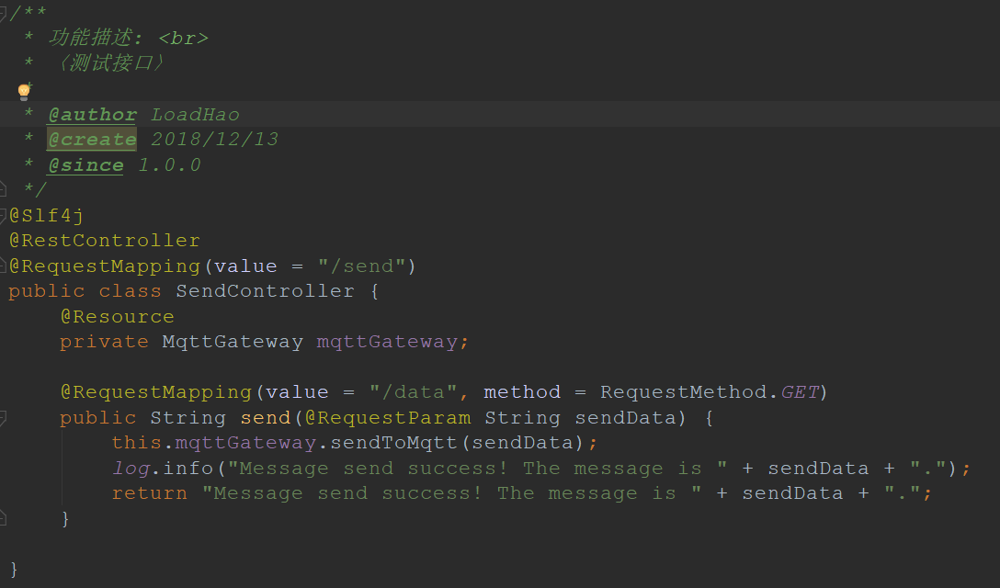 /**
 * 功能描述: <br>
 * 〈测试接口〉
 *
 * @author LoadHao
 * @create 2018/12/13
 * @since 1.0.0
 */
@Slf4j
@RestController
@RequestMapping(value = "/send")
public class SendController {
    @Resource
    private MqttGateway mqttGateway;

    @RequestMapping(value = "/data", method = RequestMethod.GET)
    public String send(@RequestParam String sendData) {
        this.mqttGateway.sendToMqtt(sendData);
        log.info("Message send success! The message is " + sendData + ".");
        return "Message send success! The message is " + sendData + ".";
    }

}